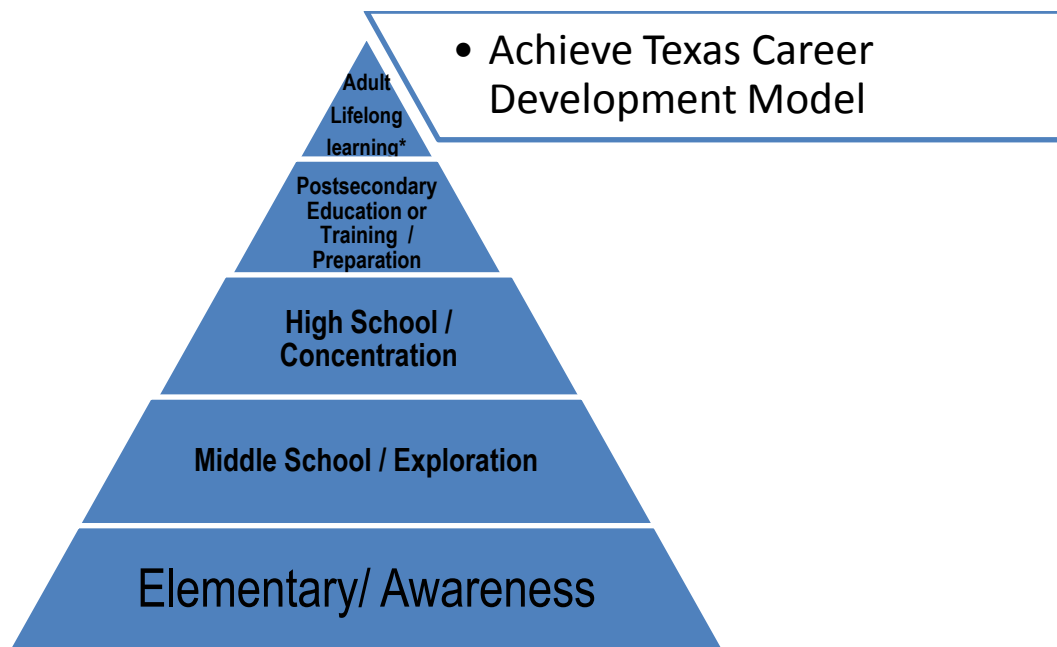 • Achieve Texas Career
Development Model
Adult
Lifelong
learning*
Postsecondary
Education or
Training /
Preparation
High School /
Concentration
Middle School / Exploration
Elementary/ Awareness